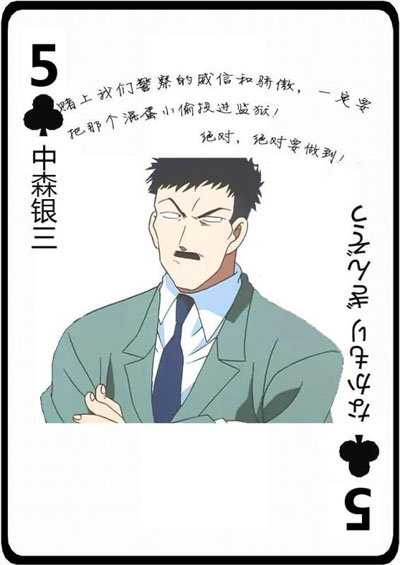 5
赌上我们警察的威信和骄傲，一定要
把那个混蛋小偷投进监狱！
绝对，绝对要做到！
中森银三
なかもり ぎんぞう
5